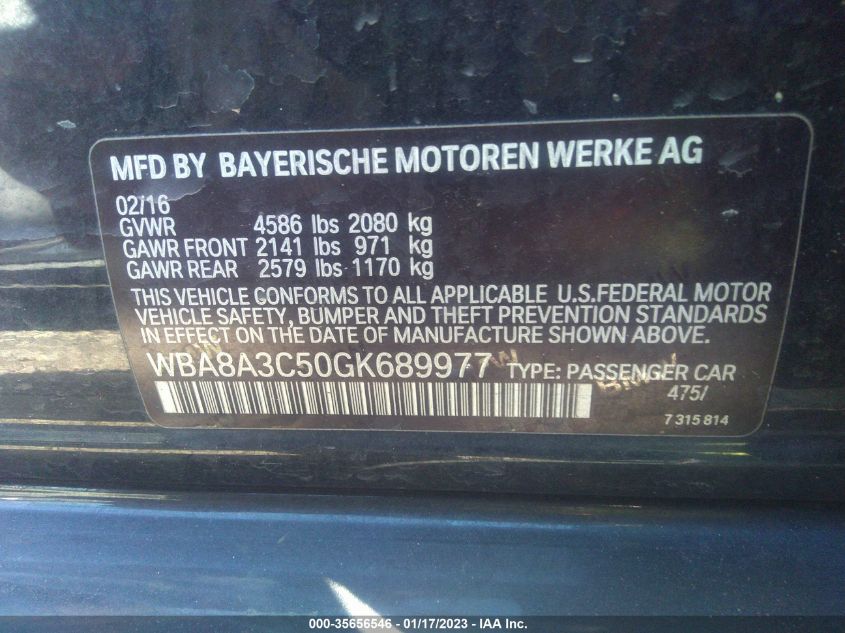 MFD BY BAYERISCHE MOTOREN WERKE AG
02/16
GVWR 4586 lbs 2080 kg
GAWR FRONT 2141 lbs 971 kg
GAWR REAR 2579 lbs 1170 kg
THIS VEHICLE CONFORMS TO ALL APPLICABLE U.S.FEDERAL MOTOR
VEHICLE SAFETY, BUMPER AND THEFT PREVENTION STANDARDS
IN EFFECT ON THE DATE OF MANUFACTURE SHOWN ABOVE.
WBA8A3C50GK689977 TYPE: PASSENGER CAR
475/
7 315 814
000-35656546 - 01/17/2023 - IAA Inc.